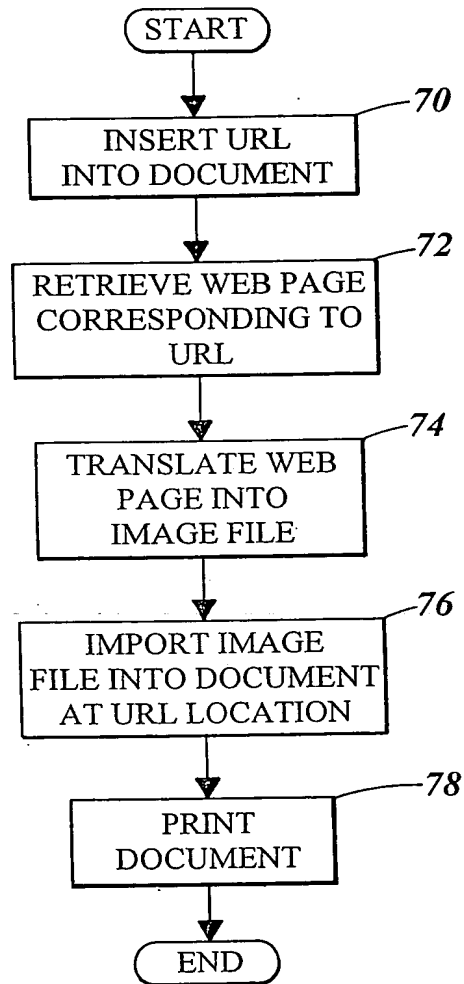 START
70
INSERT URL
INTO DOCUMENT
72
RETRIEVE WEB PAGE
CORRESPONDING TO
URL
74
TRANSLATE WEB
PAGE INTO
IMAGE FILE
76
IMPORT IMAGE
FILE INTO DOCUMENT
AT URL LOCATION
78
PRINT
DOCUMENT
END